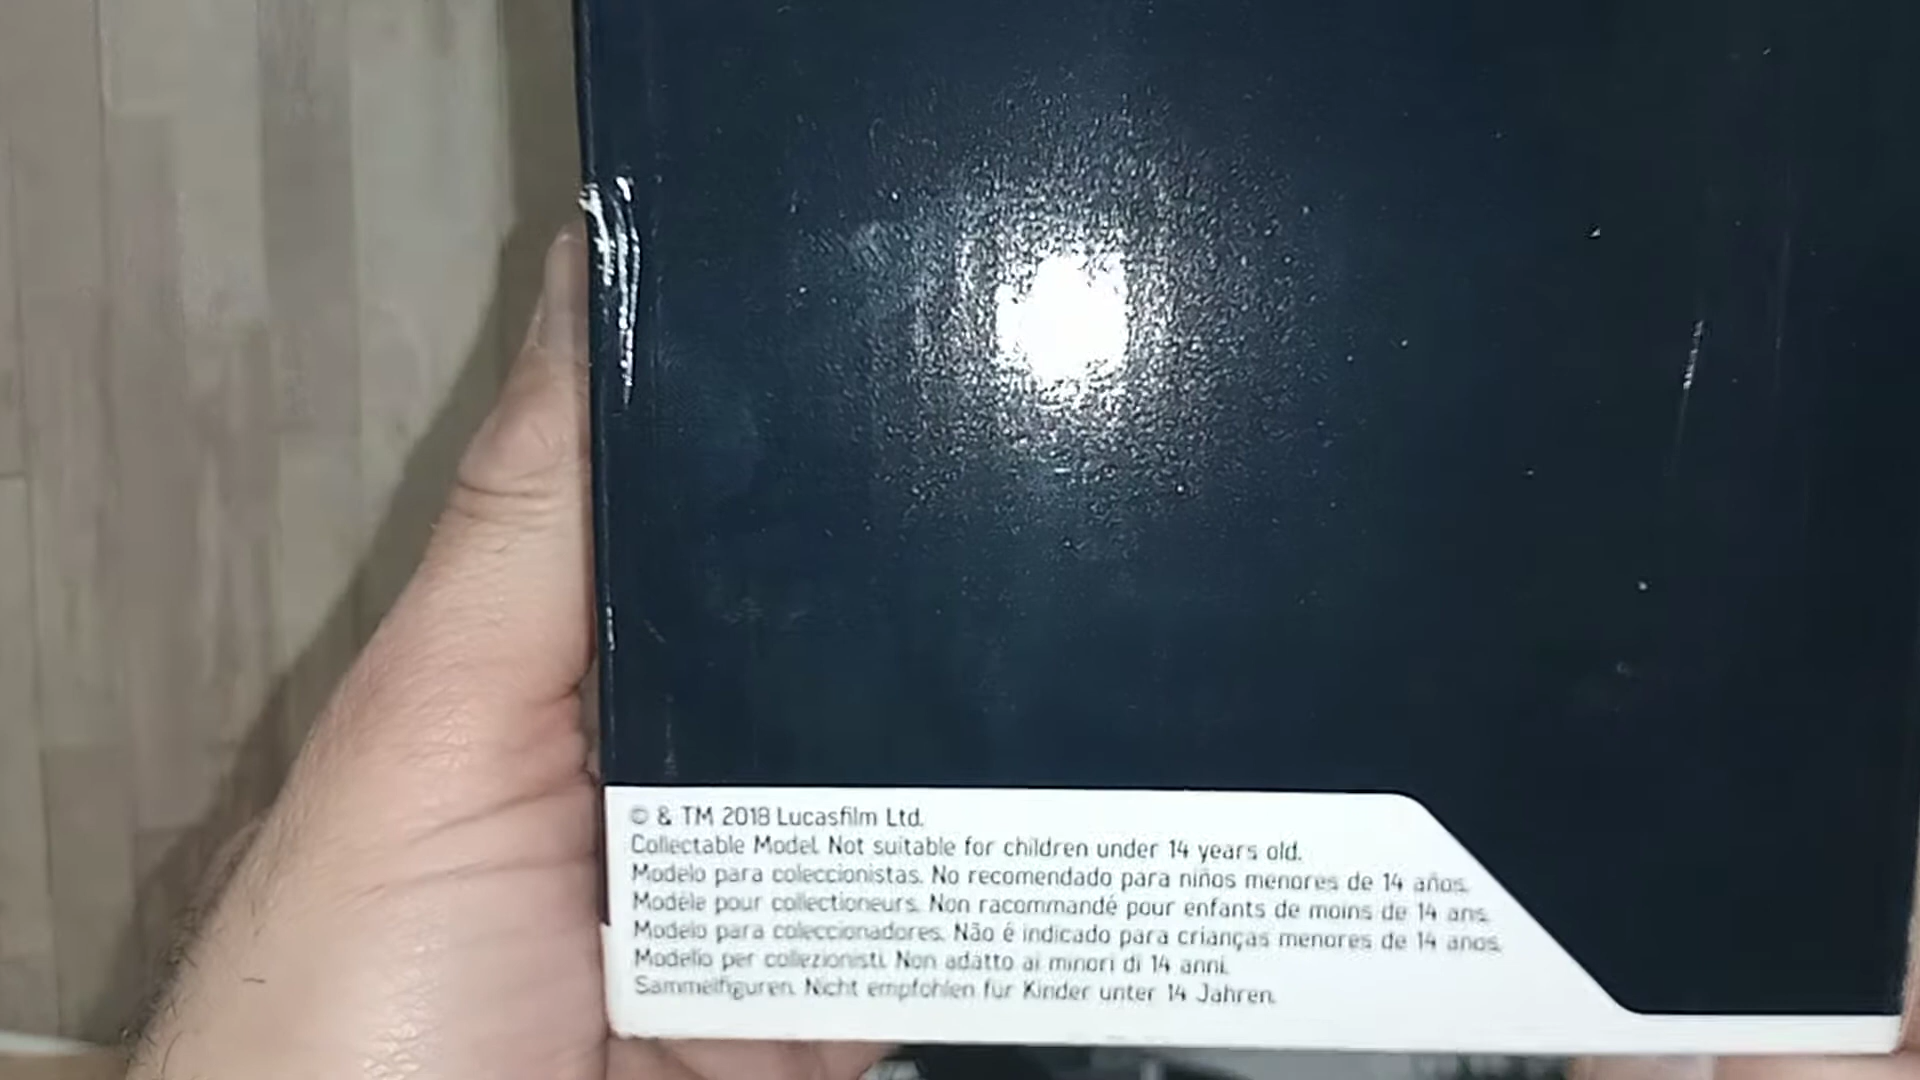 © & TM 2018 Lucasfilm Ltd.
Collectable Model. Not suitable for children under 14 years old.
Modelo para coleccionistas. No recomendado para niños menores de 14 años.
Modéle pour collectioneurs. Non racommandé pour enfants de moins de 14 ans.
Modelo para coleccionadores. Não é indicado para crianças menores de 14 anos.
Modello per collezionisti. Non adatto ai minori di 14 anni.
Sammelfiguren. Nicht empfohlen für Kinder unter 14 Jahren.